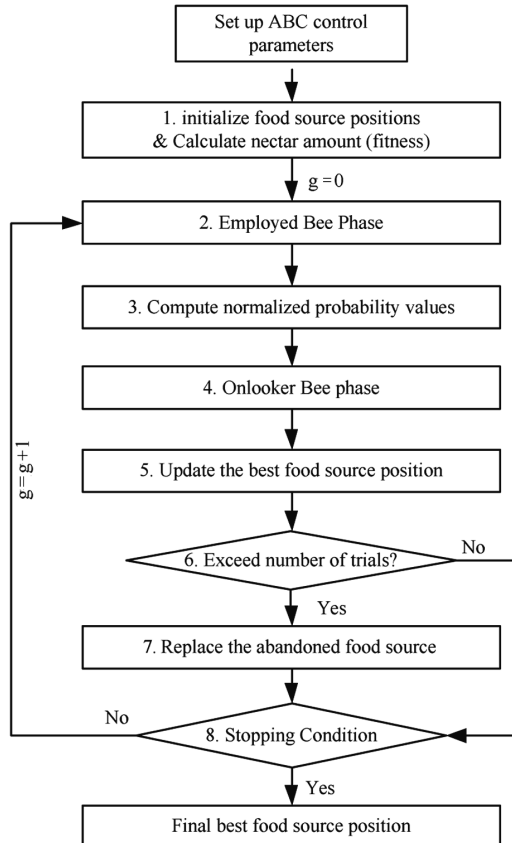 Set up ABC control
parameters
1. initialize food source positions
& Calculate nectar amount (fitness)
g = 0
2. Employed Bee Phase
3. Compute normalized probability values
4. Onlooker Bee phase
5. Update the best food source position
g = g + 1
6. Exceed number of trials?
No
Yes
7. Replace the abandoned food source
No
8. Stopping Condition
Yes
Final best food source position